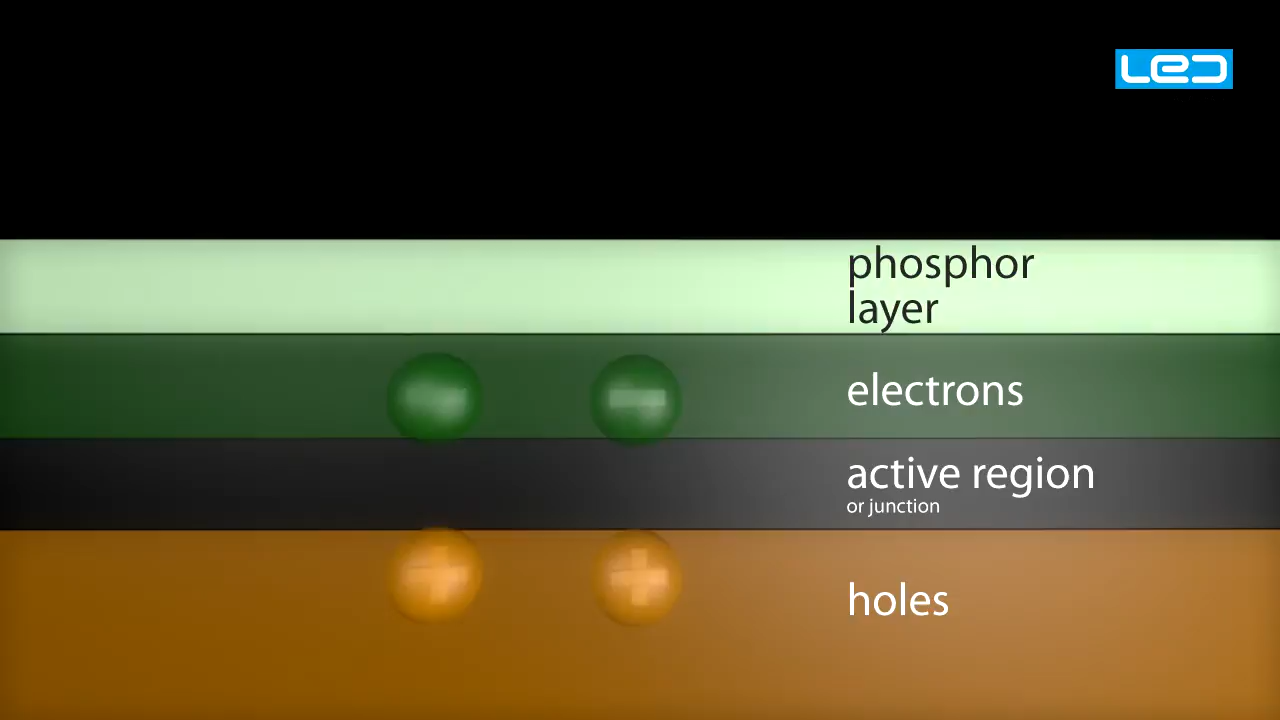 LED
phosphor
layer
electrons
active region
or junction
holes